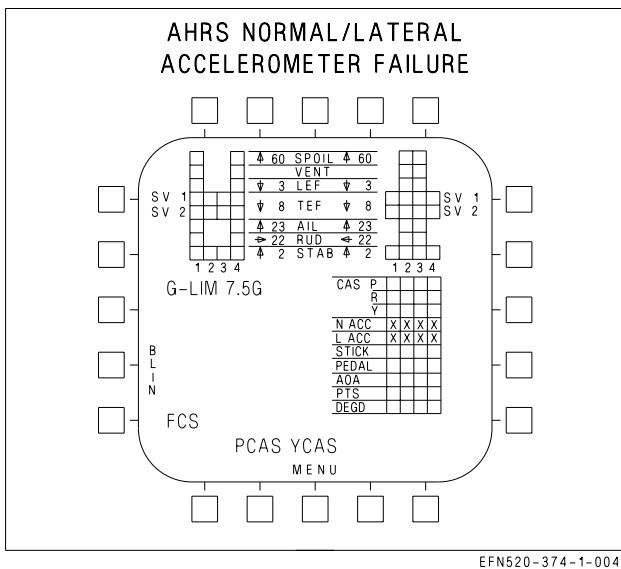 AHRS NORMAL/LATERAL
ACCELEROMETER FAILURE
60 SPOIL 60
VENT
3 LEF 3
SV 1
SV 2
8 TEF 8
SV 1
SV 2
23 AIL 23
22 RUD 22
2 STAB 2
1 2 3 4
1 2 3 4
G-LIM 7.5G
CAS P
R
Y
N ACC X X X X
L ACC X X X X
STICK
PEDAL
AOA
PTS
DEGD
BLIN
FCS
PCAS YCAS
MENU
EFN520-374-1-004